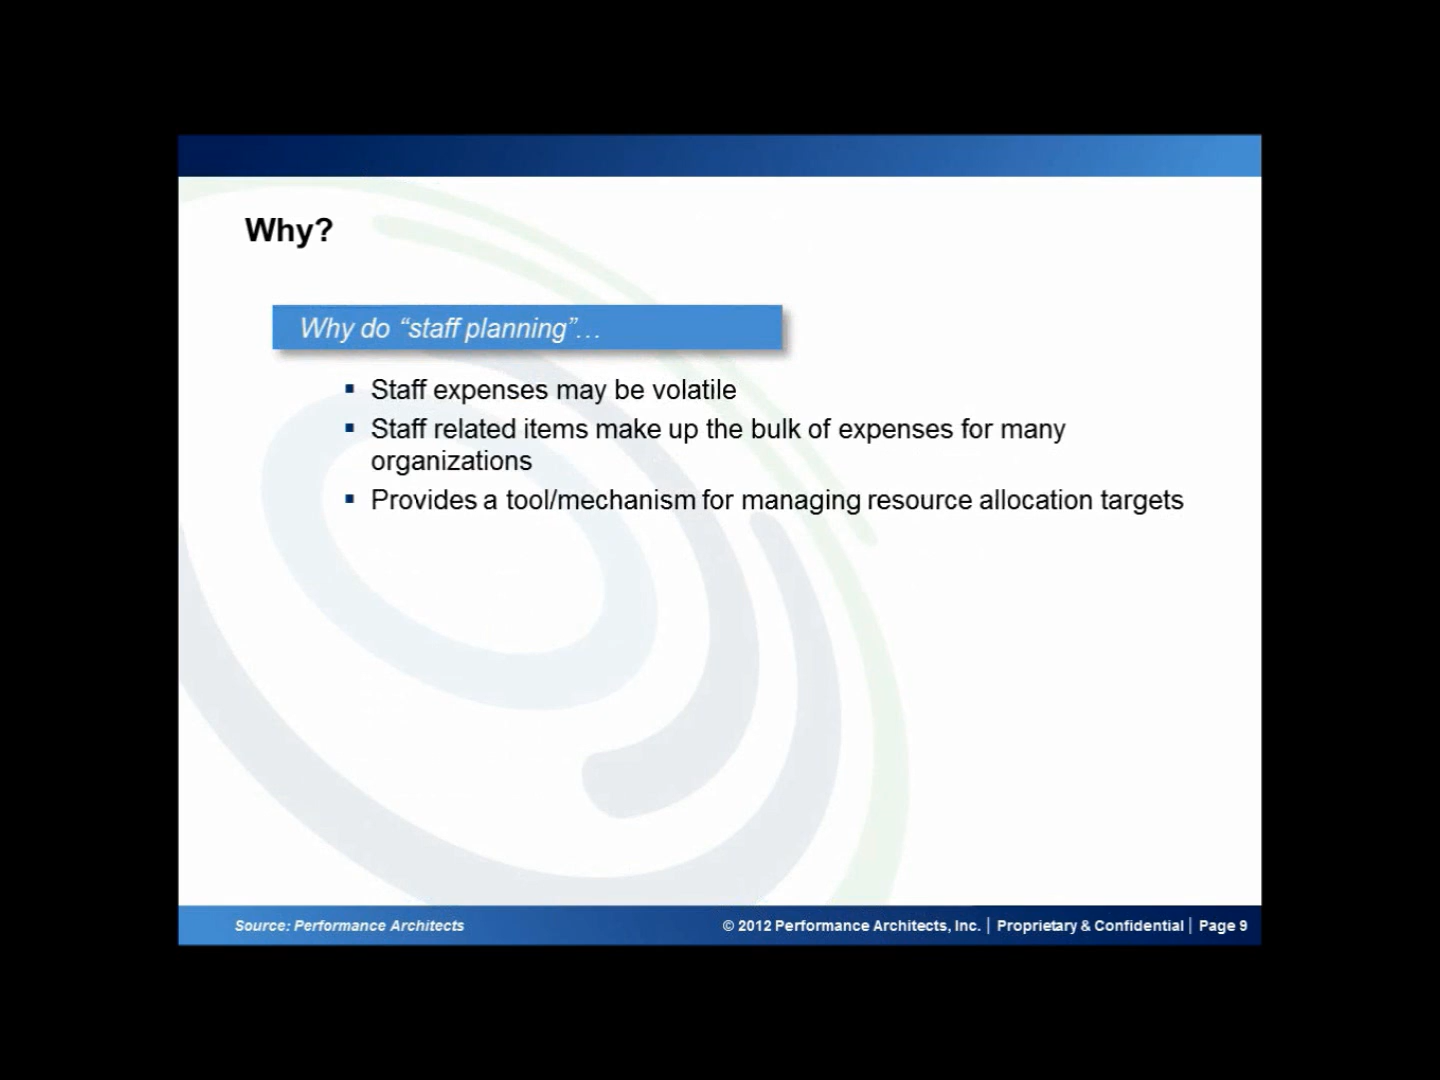 Why?
Why do “staff planning”…
▪ Staff expenses may be volatile
▪ Staff related items make up the bulk of expenses for many
organizations
▪ Provides a tool/mechanism for managing resource allocation targets
Source: Performance Architects
© 2012 Performance Architects, Inc. | Proprietary & Confidential | Page 9